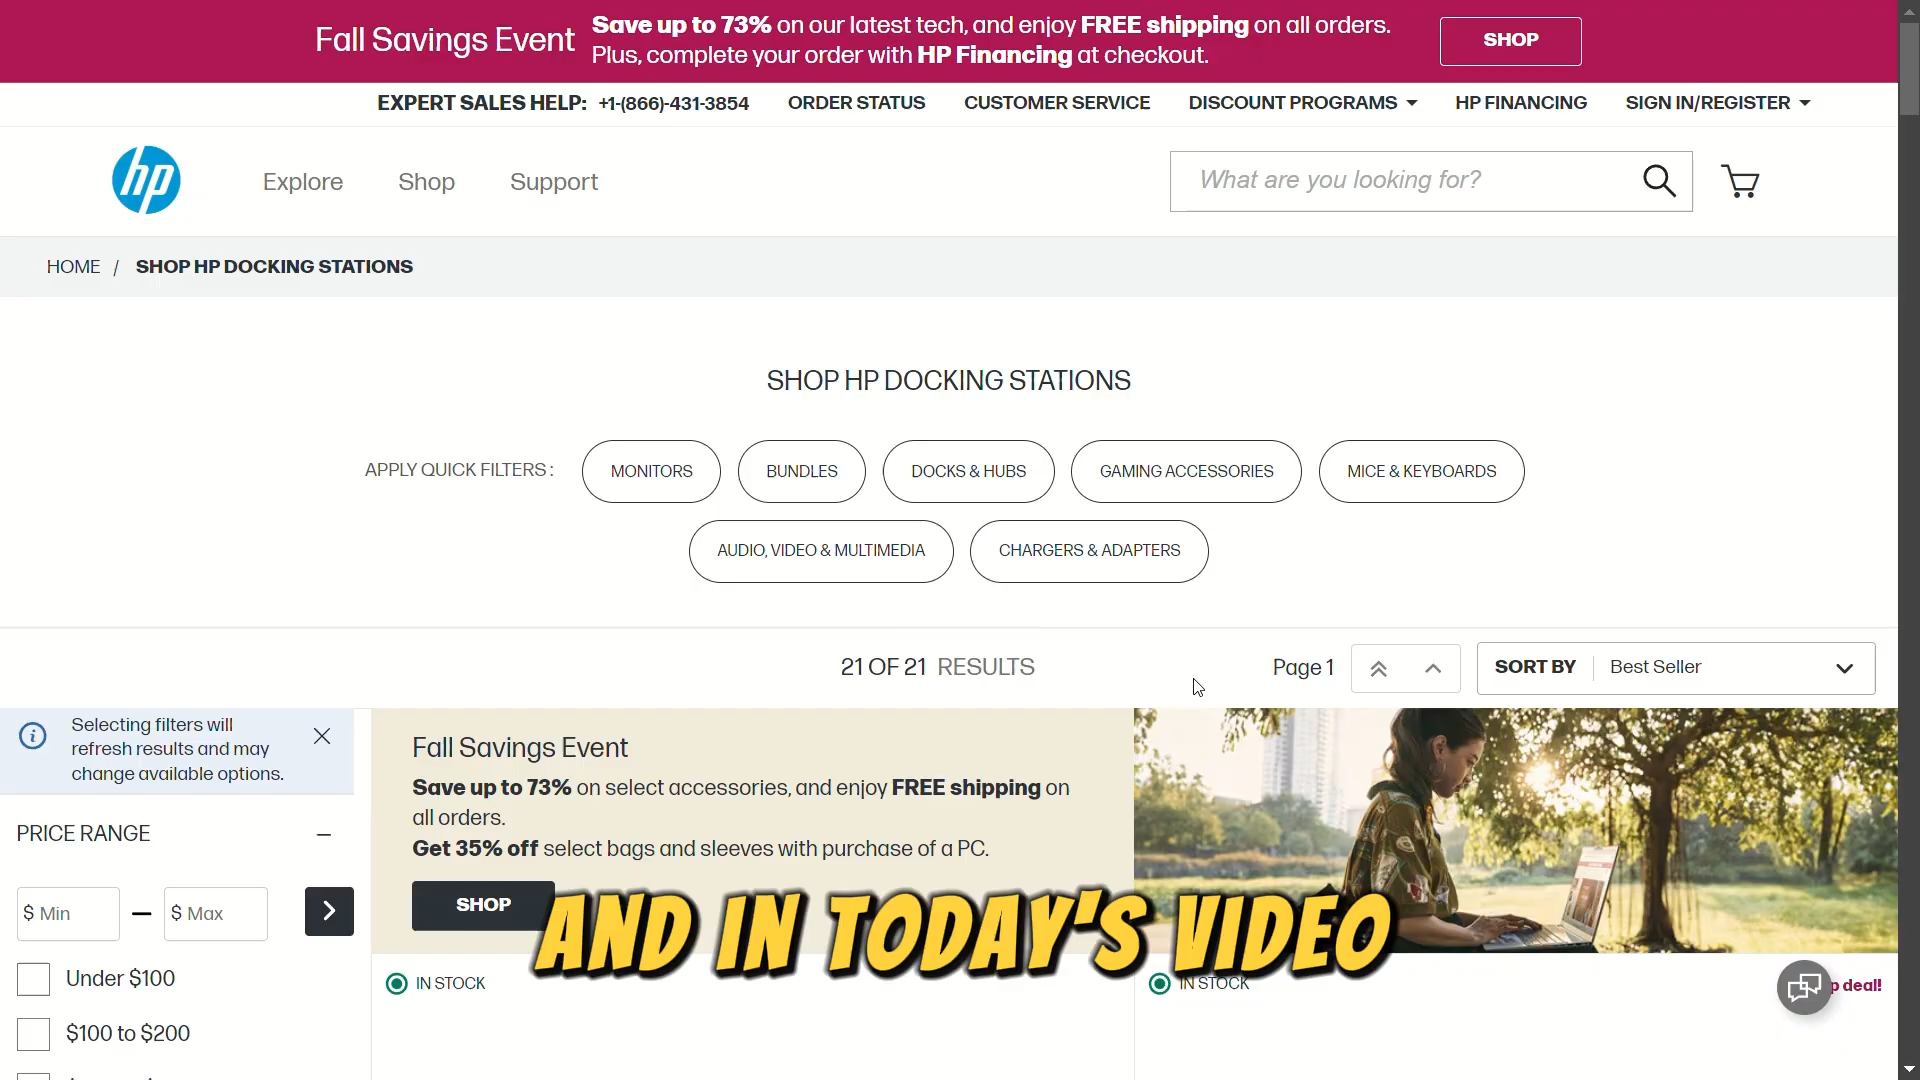 Fall Savings Event
Save up to 73% on our latest tech, and enjoy FREE shipping on all orders.
Plus, complete your order with HP Financing at checkout.
SHOP
EXPERT SALES HELP: +1-(866)-431-3854
ORDER STATUS
CUSTOMER SERVICE
DISCOUNT PROGRAMS
HP FINANCING
SIGN IN/REGISTER
hp
Explore
Shop
Support
What are you looking for?
HOME / SHOP HP DOCKING STATIONS
SHOP HP DOCKING STATIONS
APPLY QUICK FILTERS :
MONITORS
BUNDLES
DOCKS & HUBS
GAMING ACCESSORIES
MICE & KEYBOARDS
AUDIO, VIDEO & MULTIMEDIA
CHARGERS & ADAPTERS
21 OF 21 RESULTS
Page 1
SORT BY Best Seller
Selecting filters will
refresh results and may
change available options.
PRICE RANGE
$ Min
$ Max
Under $100
$100 to $200
Fall Savings Event
Save up to 73% on select accessories, and enjoy FREE shipping on
all orders.
Get 35% off select bags and sleeves with purchase of a PC.
SHOP
AND IN TODAY'S VIDEO
IN STOCK
IN STOCK
deal!